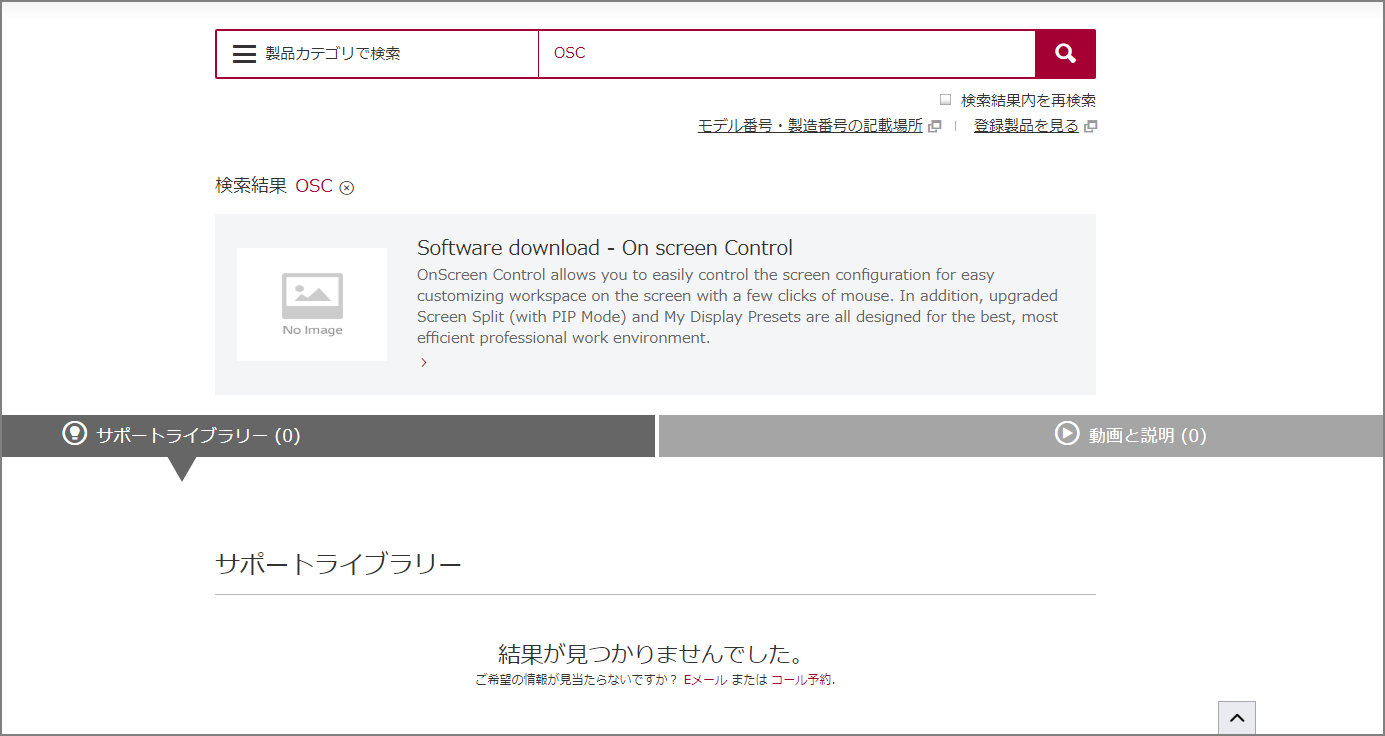 製品カテゴリで検索
OSC
検索結果内を再検索
モデル番号・製造番号の記載場所
登録製品を見る
検索結果 OSC
Software download - On screen Control
OnScreen Control allows you to easily control the screen configuration for easy
customizing workspace on the screen with a few clicks of mouse. In addition, upgraded
Screen Split (with PIP Mode) and My Display Presets are all designed for the best, most
efficient professional work environment.
No Image
サポートライブラリー (0)
動画と説明 (0)
サポートライブラリー
結果が見つかりませんでした。
ご希望の情報が見当たらないですか？ Eメール または コール予約.